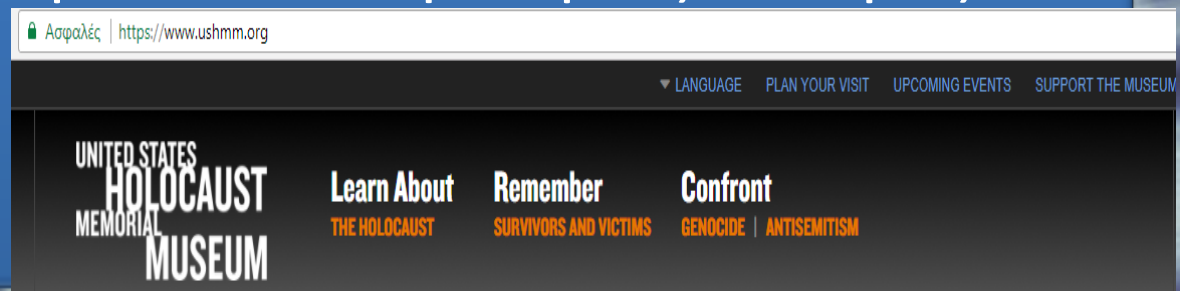 Ασφαλές | https://www.ushmm.org
LANGUAGE PLAN YOUR VISIT UPCOMING EVENTS SUPPORT THE MUSEUM
UNITED STATES
HOLOCAUST
MEMORIAL
MUSEUM
Learn About Remember Confront
THE HOLOCAUST SURVIVORS AND VICTIMS GENOCIDE | ANTISEMITISM